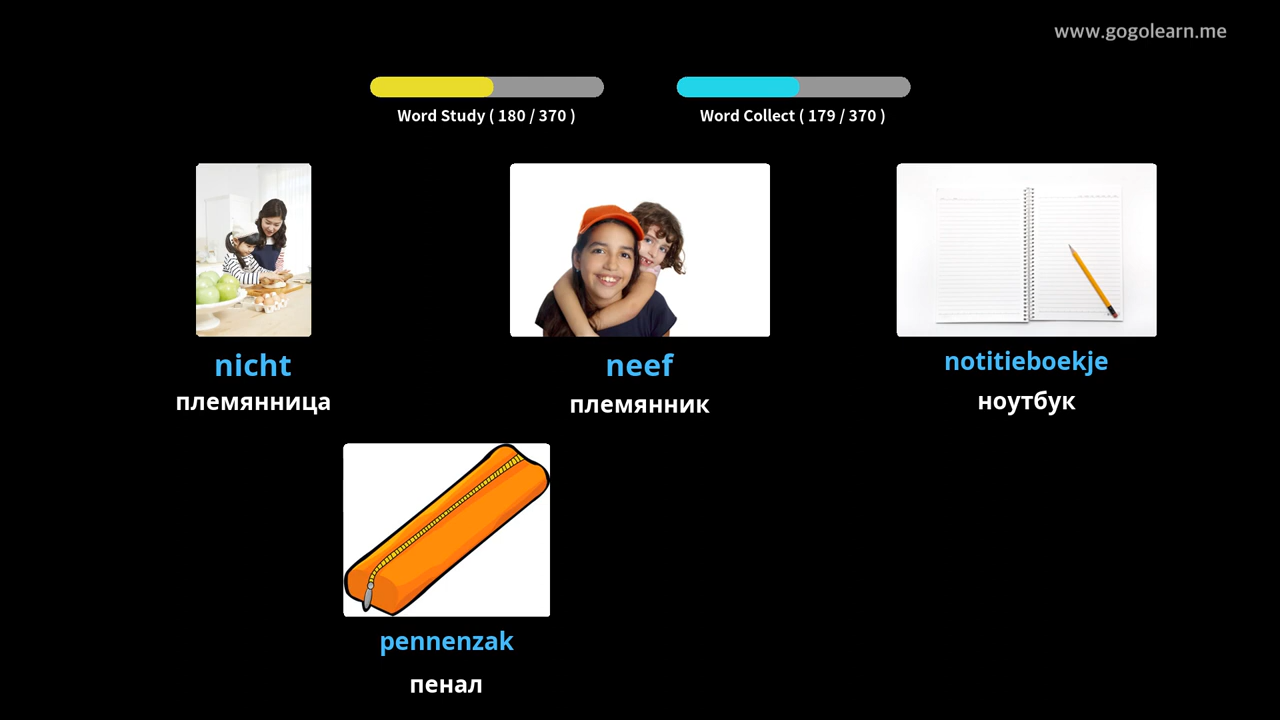 www.gogolearn.me
Word Study ( 180 / 370 )
Word Collect ( 179 / 370 )
nicht
племянница
neef
племянник
notitieboekje
ноутбук
pennenzak
пенал